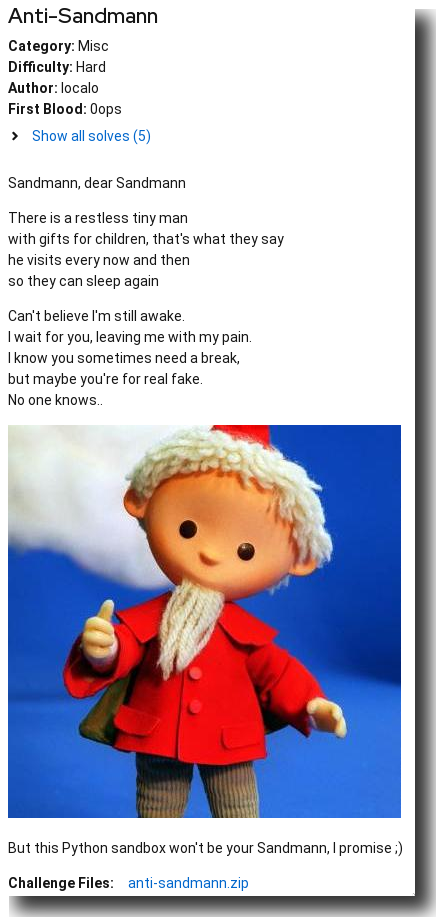 Anti-Sandmann
Category: Misc
Difficulty: Hard
Author: localo
First Blood: 0ops
Show all solves (5)
Sandmann, dear Sandmann
There is a restless tiny man
with gifts for children, that's what they say
he visits every now and then
so they can sleep again
Can't believe I'm still awake.
I wait for you, leaving me with my pain.
I know you sometimes need a break,
but maybe you're for real fake.
No one knows..
But this Python sandbox won't be your Sandmann, I promise ;)
Challenge Files: anti-sandmann.zip